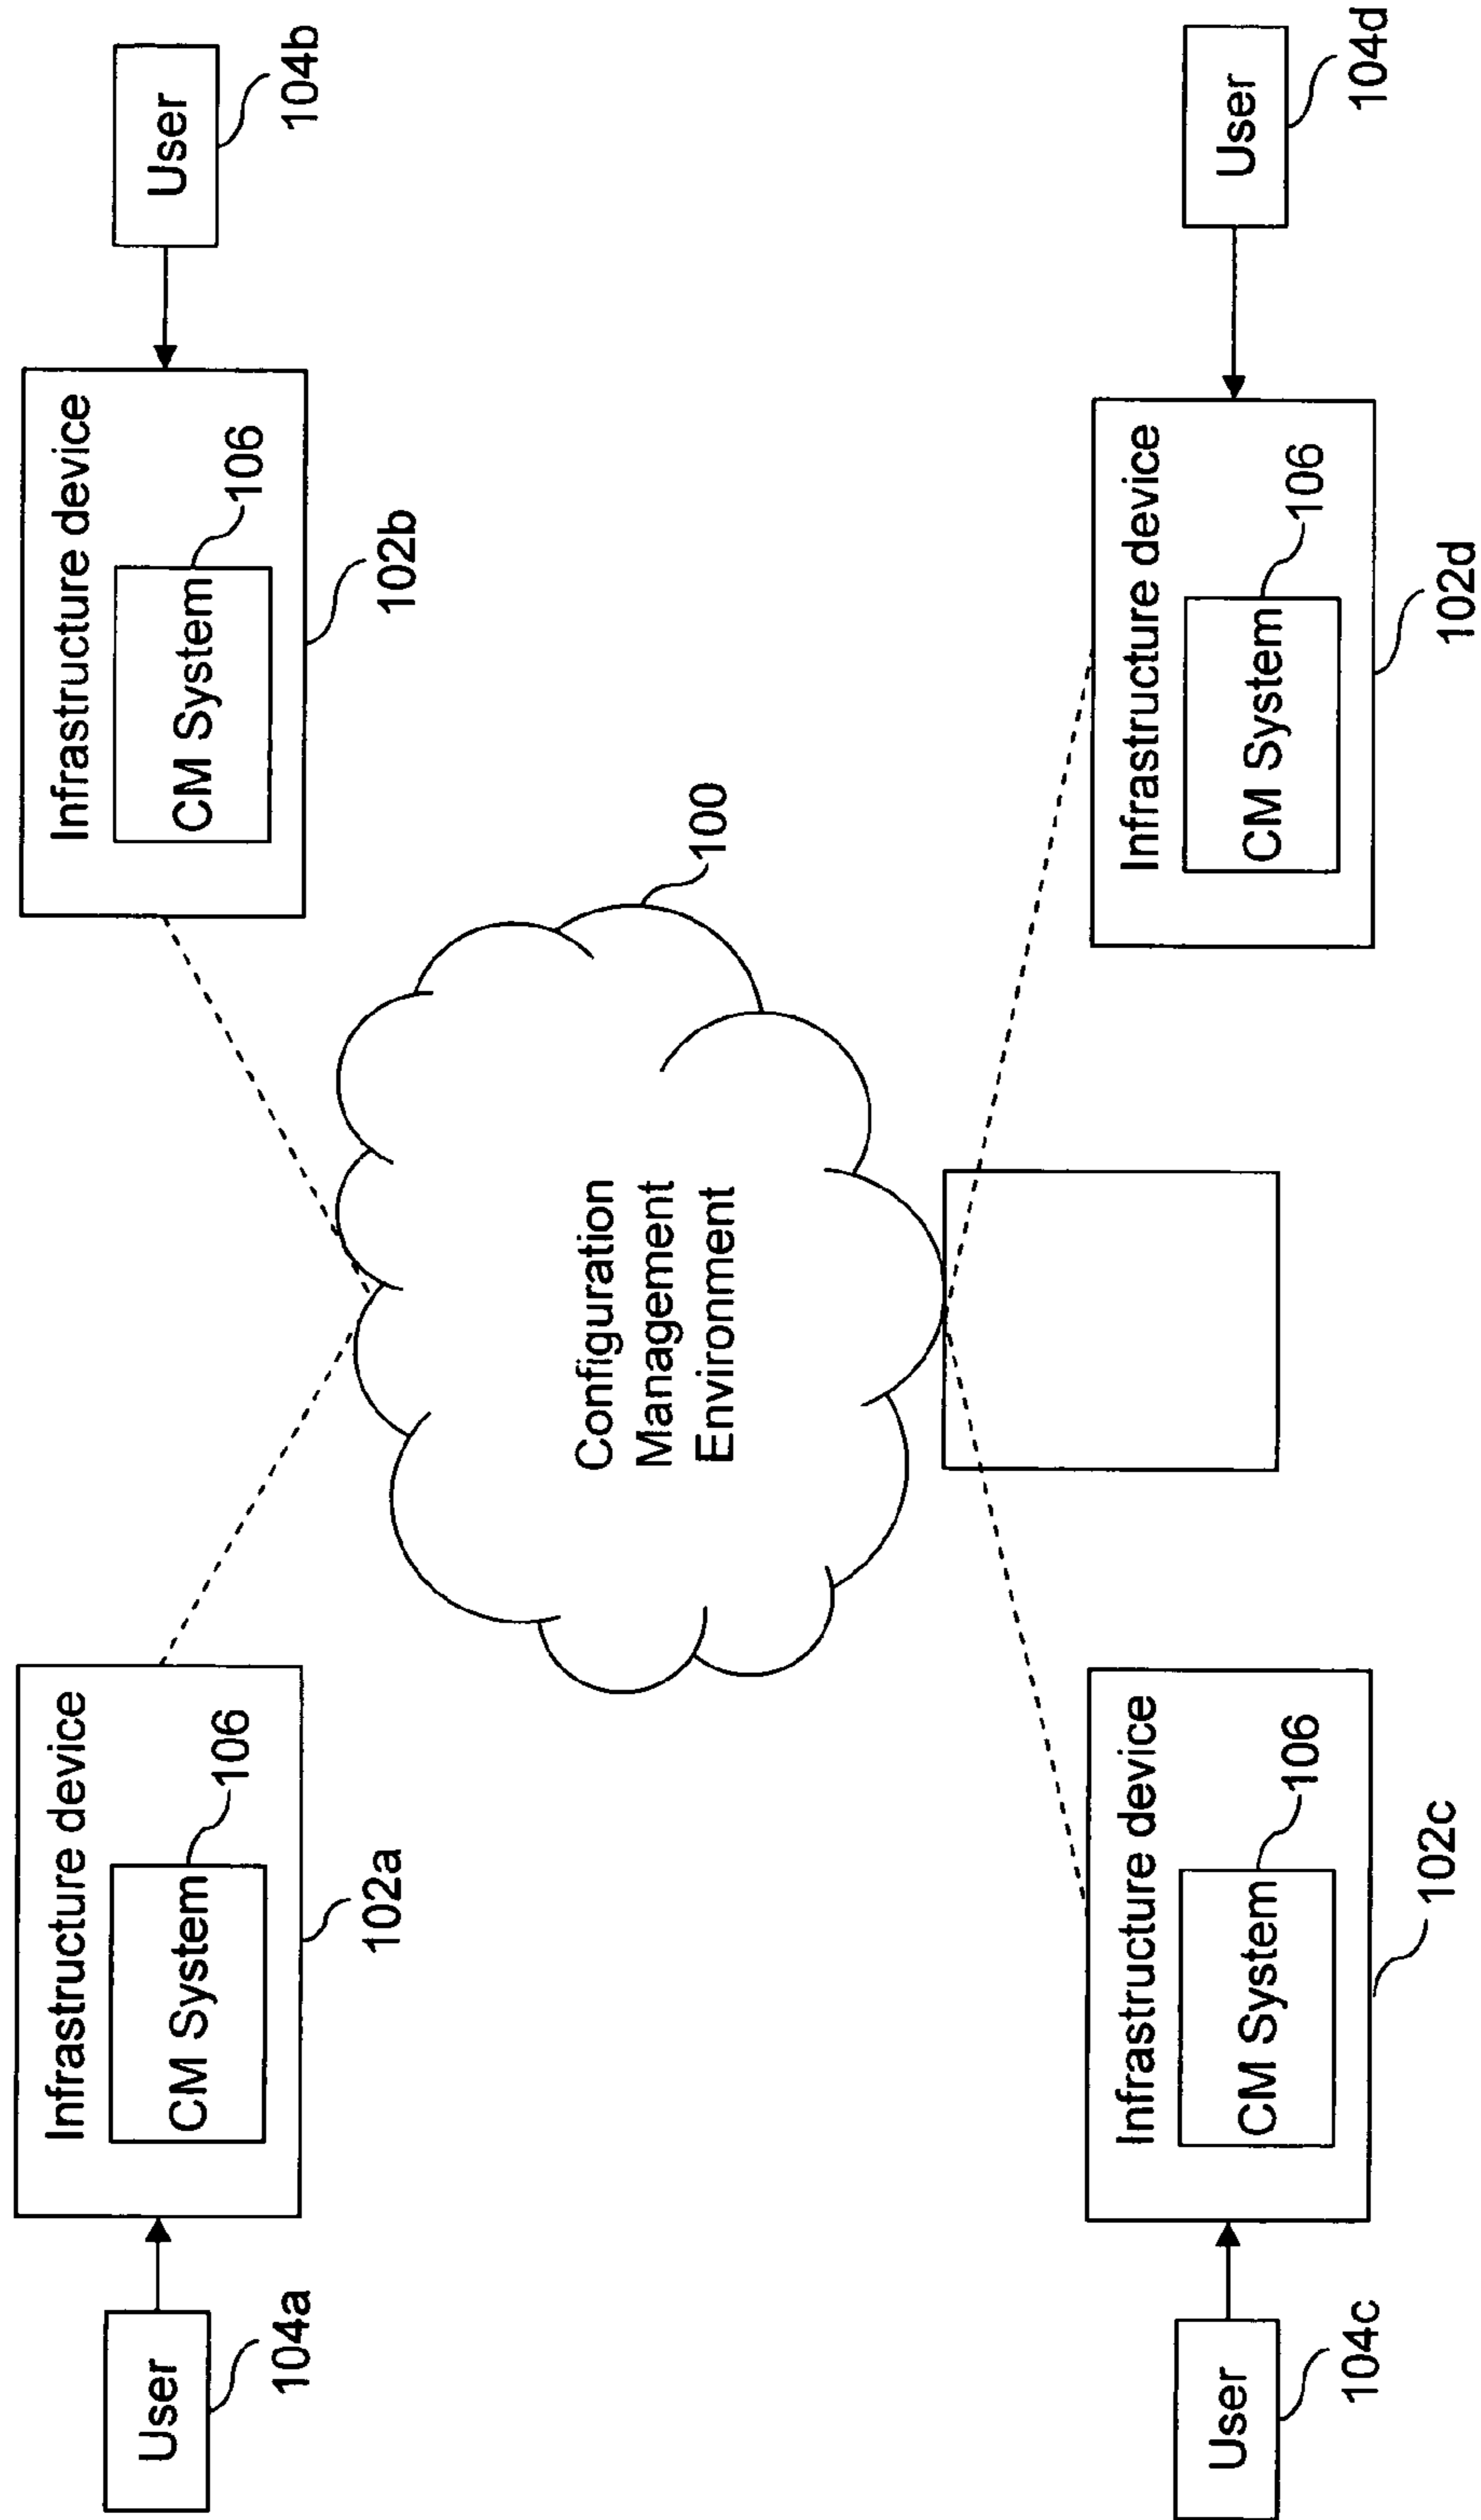 User
104a
Infrastructure device
CM System
106
102a
Infrastructure device
CM System
106
102b
User
104b
100
Configuration
Management
Environment
User
104c
Infrastructure device
CM System
106
102c
Infrastructure device
CM System
106
102d
User
104d